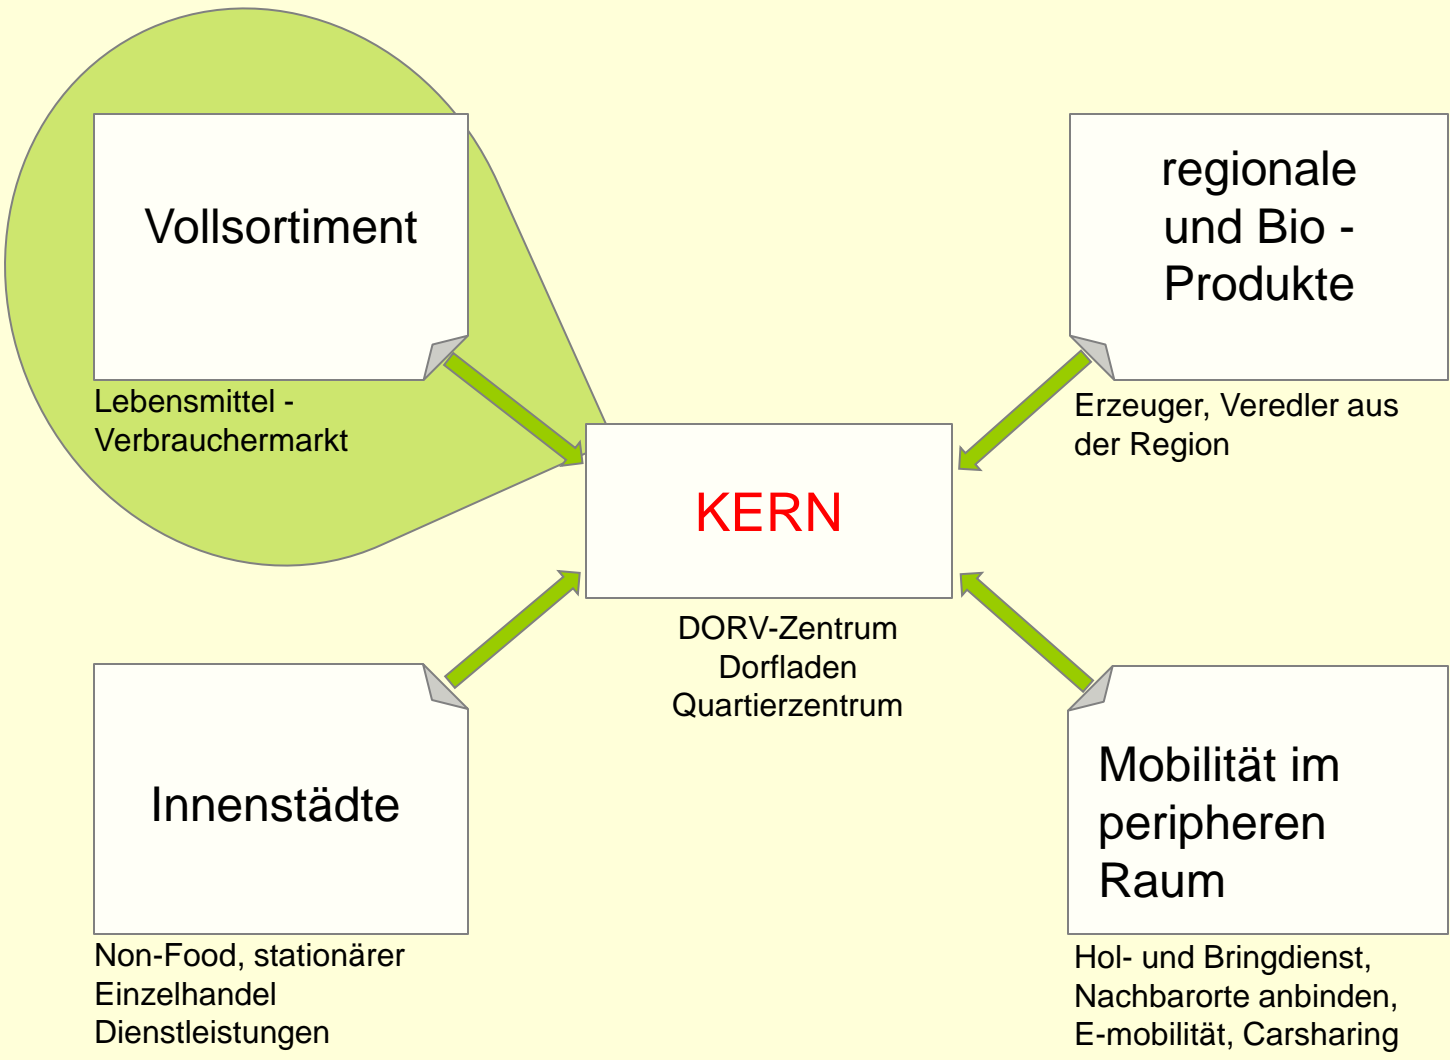 Vollsortiment
Lebensmittel -
Verbrauchermarkt
regionale
und Bio -
Produkte
Erzeuger, Veredler aus
der Region
KERN
DORV-Zentrum
Dorfladen
Quartierzentrum
Innenstädte
Non-Food, stationärer
Einzelhandel
Dienstleistungen
Mobilität im
peripheren
Raum
Hol- und Bringdienst,
Nachbarorte anbinden,
E-mobilität, Carsharing